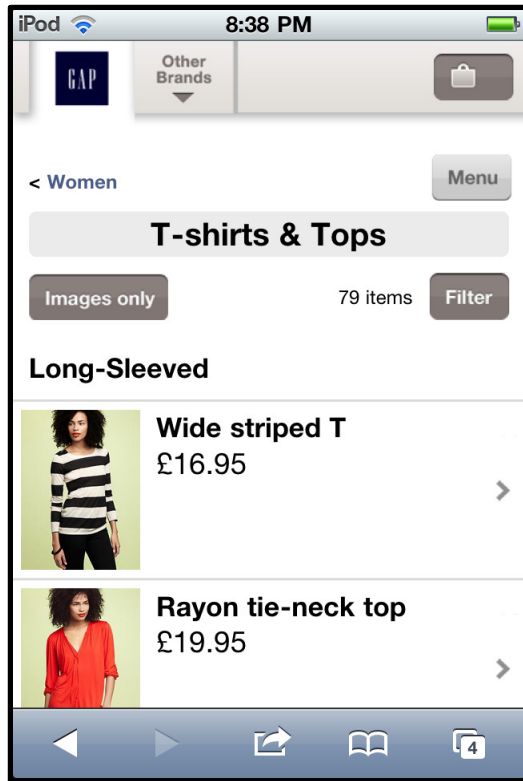 iPod 8:38 PM
GAP
Other
Brands
< Women
Menu
T-shirts & Tops
Images only
79 items
Filter
Long-Sleeved
Wide striped T
£16.95
Rayon tie-neck top
£19.95
4